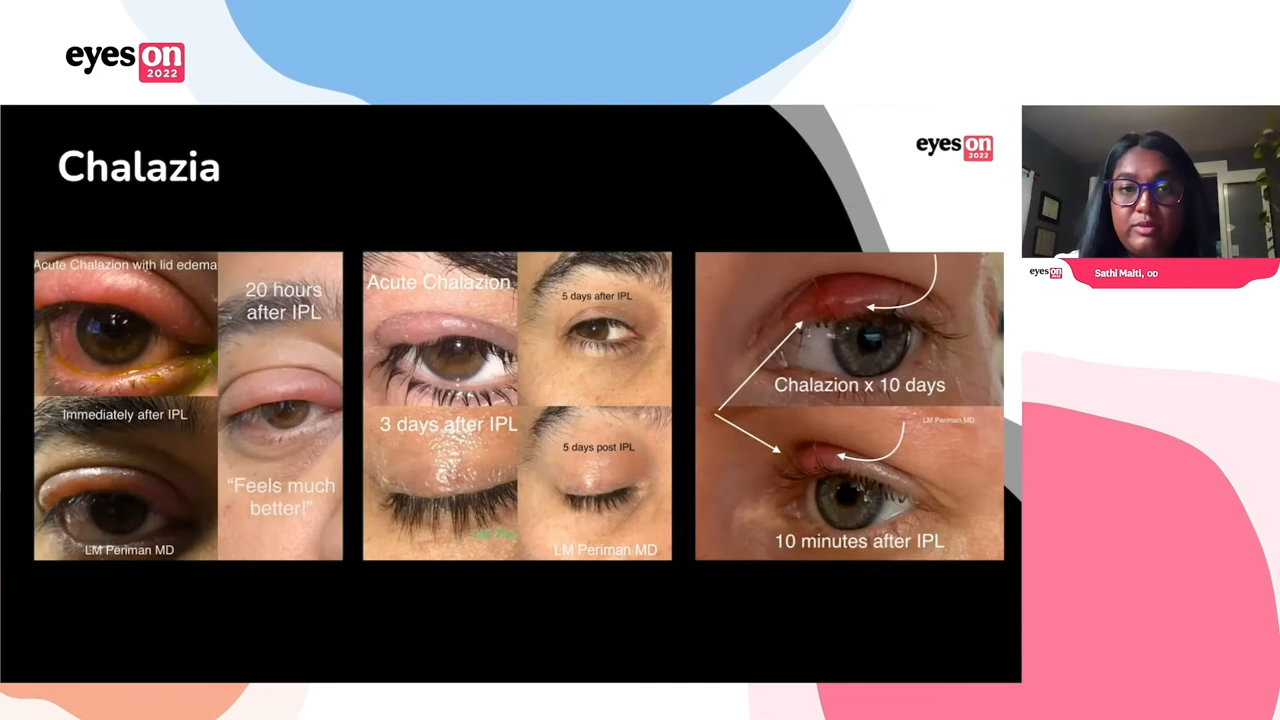 eyes on
2022
Chalazia
eyes on
2022
Acute Chalazion with lid edema
20 hours
after IPL
Immediately after IPL
“Feels much
better!”
LM Periman MD
Acute Chalazion
5 days after IPL
3 days after IPL
5 days post IPL
LM Periman MD
Chalazion x 10 days
LM Periman MD
10 minutes after IPL
eyes on
2022
Sathi Maiti, OD